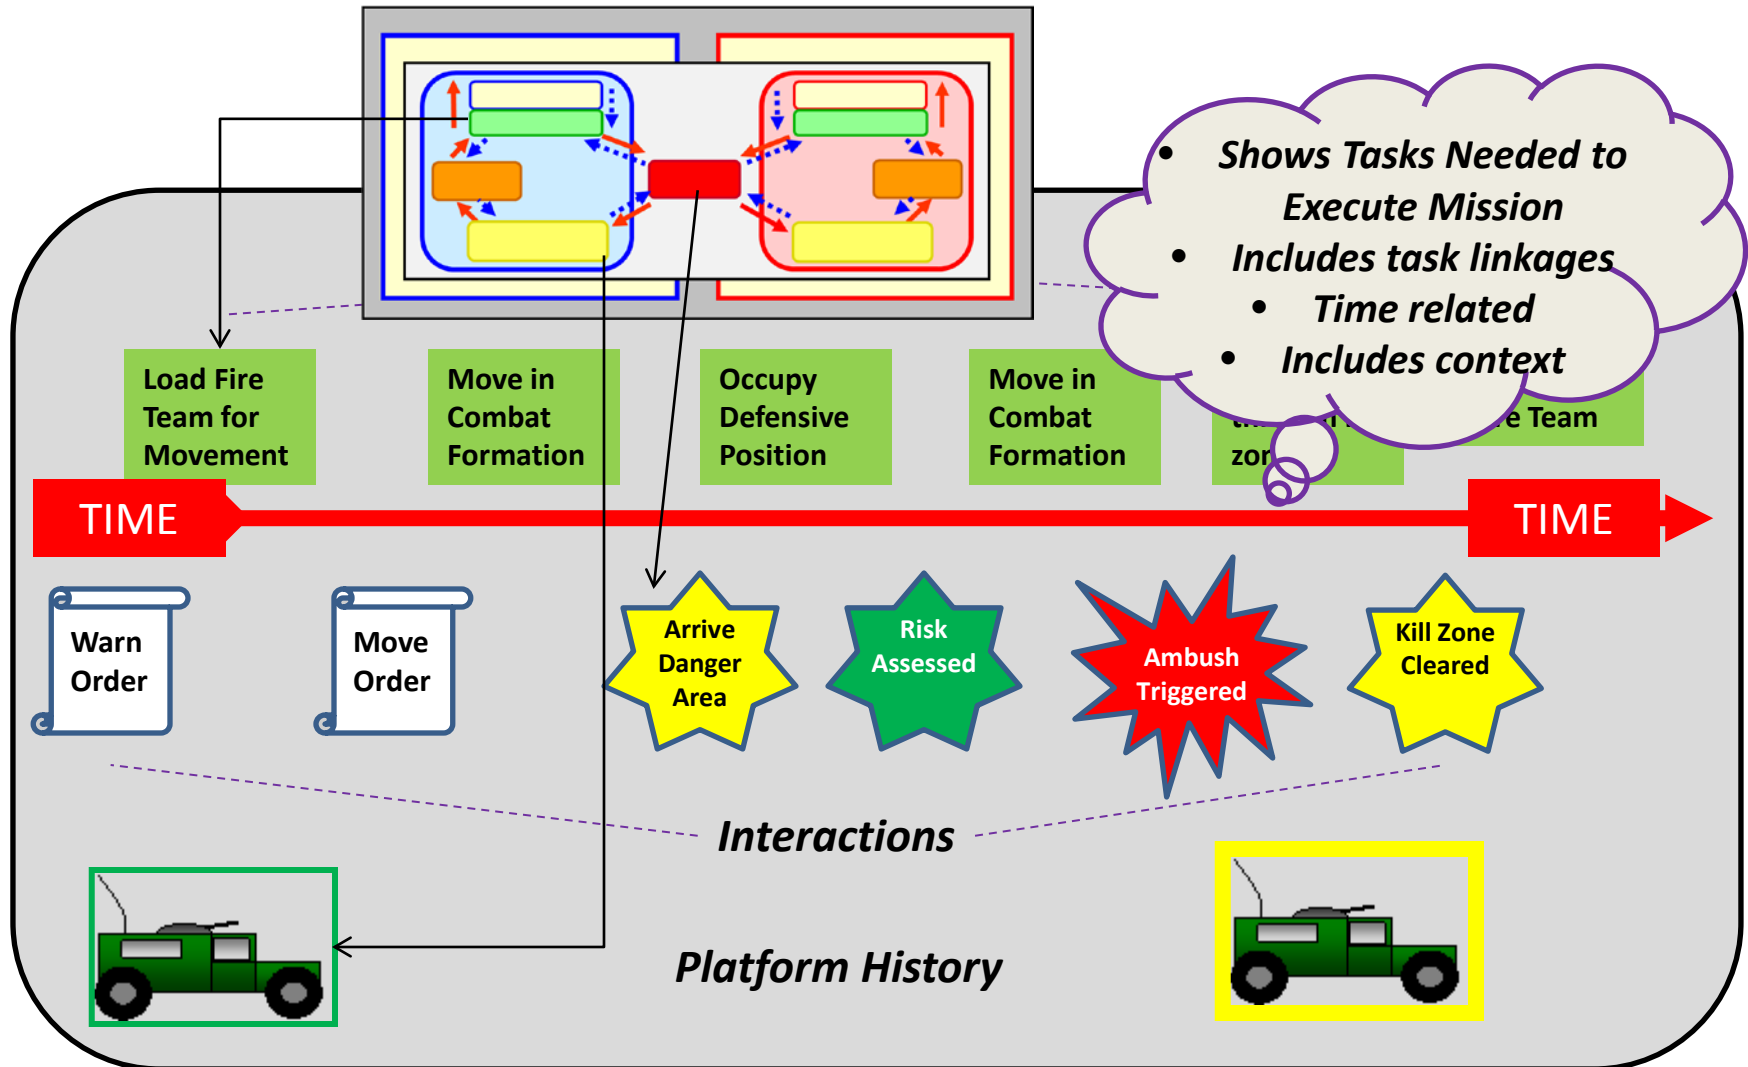 • Shows Tasks Needed to
Execute Mission
• Includes task linkages
• Time related
• Includes context
Load Fire
Team for
Movement
Move in
Combat
Formation
Occupy
Defensive
Position
Move in
Combat
Formation
Team
TIME
TIME
Warn
Order
Move
Order
Arrive
Danger
Area
Risk
Assessed
Ambush
Triggered
Kill Zone
Cleared
Interactions
Platform History